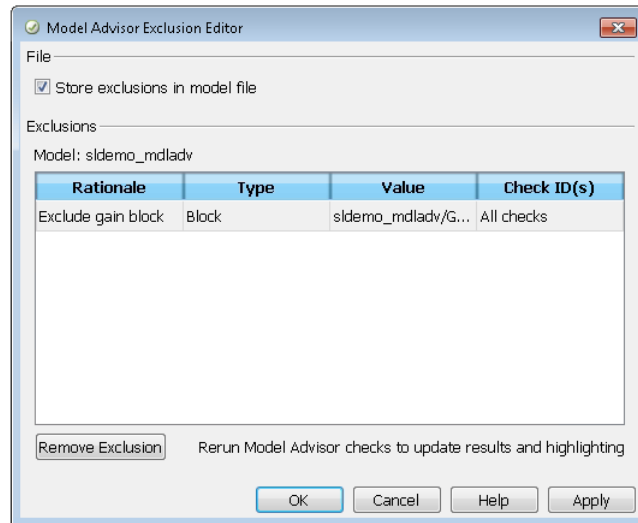 Model Advisor Exclusion Editor
File
Store exclusions in model file
Exclusions
Model: sldemo_mdladv
Rationale Type Value Check ID(s)
Exclude gain block Block sldemo_mdladv/G... All checks
Remove Exclusion Rerun Model Advisor checks to update results and highlighting
OK Cancel Help Apply